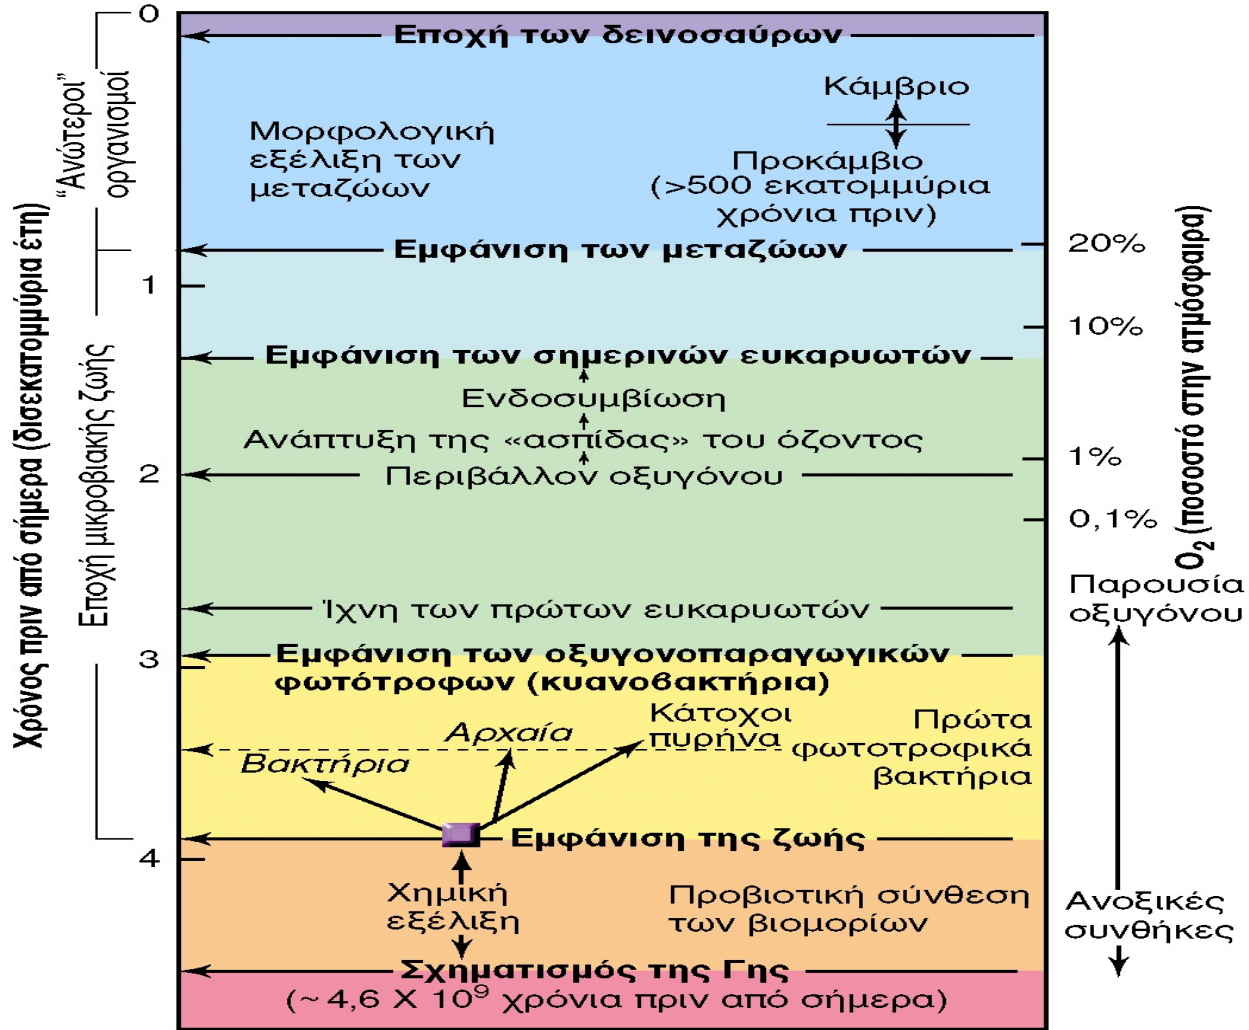 Χρόνος πριν από σήμερα (δισεκατομμύρια έτη)
“Ανώτεροι”
οργανισμοί
Εποχή μικροβιακής ζωής
0
1
2
3
4
Εποχή των δεινοσαύρων
Κάμβριο
Μορφολογική
εξέλιξη των
μεταζώων
Προκάμβιο
(>500 εκατομμύρια
χρόνια πριν)
Εμφάνιση των μεταζώων
Εμφάνιση των σημερινών ευκαρυωτών
Ενδοσυμβίωση
Ανάπτυξη της «ασπίδας» του όζοντος
Περιβάλλον οξυγόνου
Ίχνη των πρώτων ευκαρυωτών
Εμφάνιση των οξυγονοπαραγωγικών
φωτότροφων (κυανοβακτήρια)
Κάτοχοι
πυρήνα
Αρχαία
Βακτήρια
Πρώτα
φωτοτροφικά
βακτήρια
Εμφάνιση της ζωής
Χημική
εξέλιξη
Προβιοτική σύνθεση
των βιομορίων
Σχηματισμός της Γης
(~ 4,6 X 10⁹ χρόνια πριν από σήμερα)
20%
10%
1%
0,1%
O₂ (ποσοστό στην ατμόσφαιρα)
Παρουσία
οξυγόνου
Ανοξικές
συνθήκες